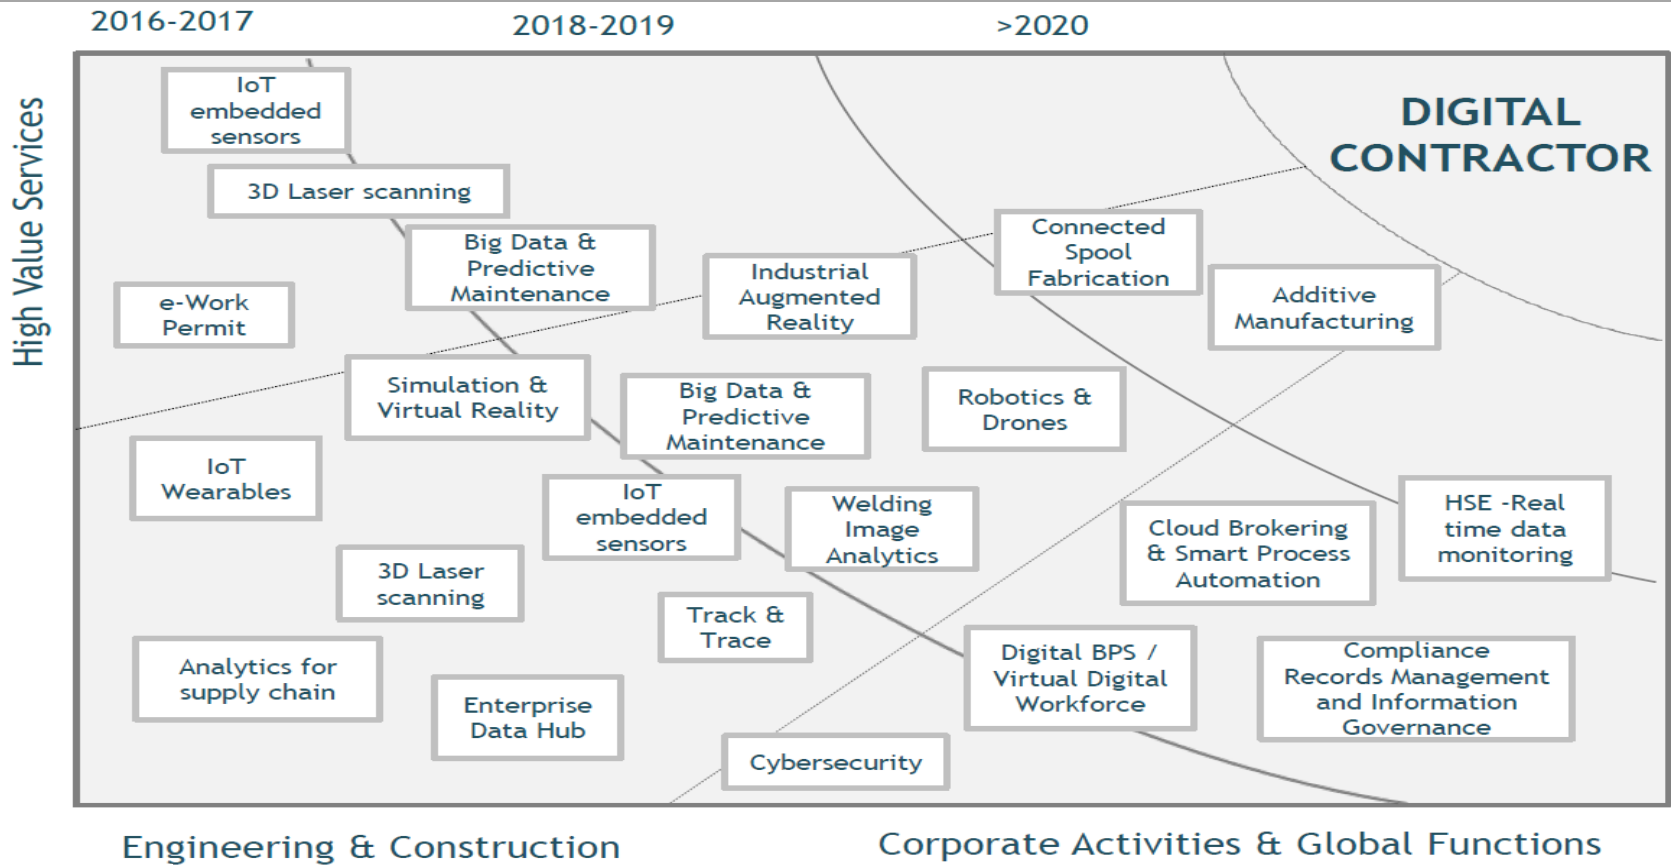 2016-2017
2018-2019
>2020
High Value Services
DIGITAL
CONTRACTOR
IoT
embedded
sensors
3D Laser scanning
Big Data &
Predictive
Maintenance
e-Work
Permit
Industrial
Augmented
Reality
Connected
Spool
Fabrication
Additive
Manufacturing
Simulation &
Virtual Reality
Big Data &
Predictive
Maintenance
Robotics &
Drones
IoT
Wearables
IoT
embedded
sensors
Welding
Image
Analytics
Cloud Brokering
& Smart Process
Automation
HSE -Real
time data
monitoring
3D Laser
scanning
Track &
Trace
Analytics for
supply chain
Enterprise
Data Hub
Digital BPS /
Virtual Digital
Workforce
Compliance
Records Management
and Information
Governance
Cybersecurity
Engineering & Construction
Corporate Activities & Global Functions